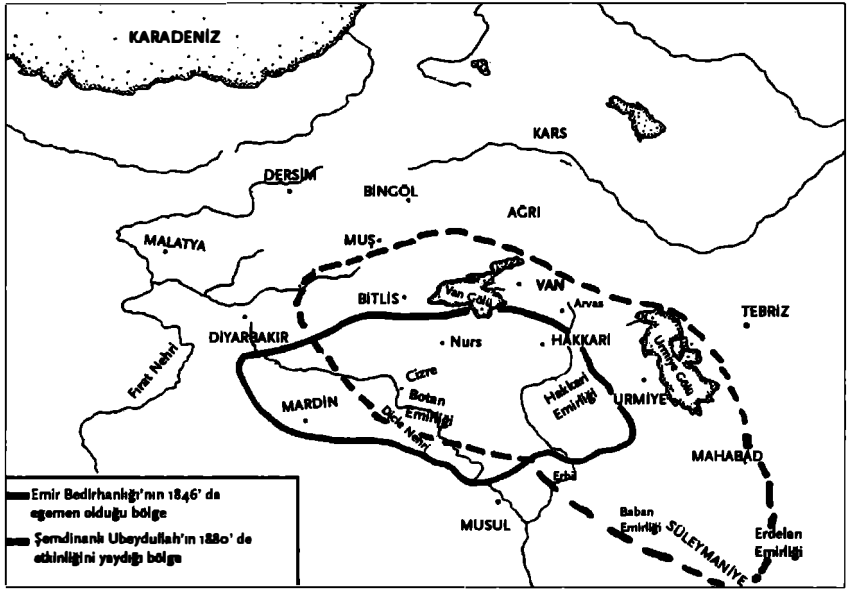 KARADENİZ
KARS
DERSİM
BİNGÖL
AĞRI
MALATYA
MUŞ
BİTLİS
Van Gölü
VAN
Arvas
TEBRİZ
DİYARBAKIR
Nurs
HAKKARİ
Urmiye Gölü
Fırat Nehri
Cizre
Botan
Emirliği
Hakkari
Emirliği
URMİYE
MARDİN
Dicle Nehri
MAHABAD
Erbil
MUSUL
Baban
Emirliği
SÜLEYMANİYE
Erdelan
Emirliği
Emir Bedirhanlığı'nın 1846' da
egemen olduğu bölge
Şemdinanlı Ubeydullah'ın 1880' de
etkinliğini yaydığı bölge